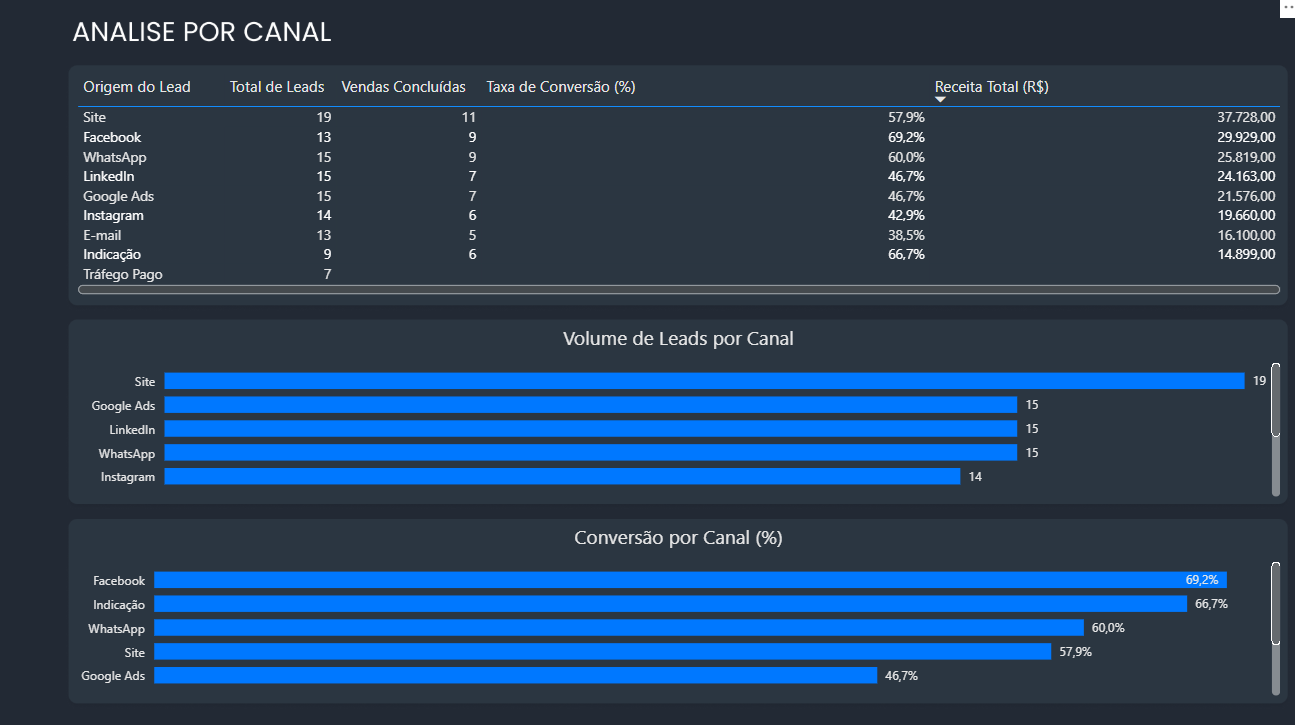 ANALISE POR CANAL
Origem do Lead Total de Leads Vendas Concluídas Taxa de Conversão (%) Receita Total (R$)
Site 19 11 57,9% 37.728,00
Facebook 13 9 69,2% 29.929,00
WhatsApp 15 9 60,0% 25.819,00
LinkedIn 15 7 46,7% 24.163,00
Google Ads 15 7 46,7% 21.576,00
Instagram 14 6 42,9% 19.660,00
E-mail 13 5 38,5% 16.100,00
Indicação 9 6 66,7% 14.899,00
Tráfego Pago 7
Volume de Leads por Canal
Site 19
Google Ads 15
LinkedIn 15
WhatsApp 15
Instagram 14
Conversão por Canal (%)
Facebook 69,2%
Indicação 66,7%
WhatsApp 60,0%
Site 57,9%
Google Ads 46,7%